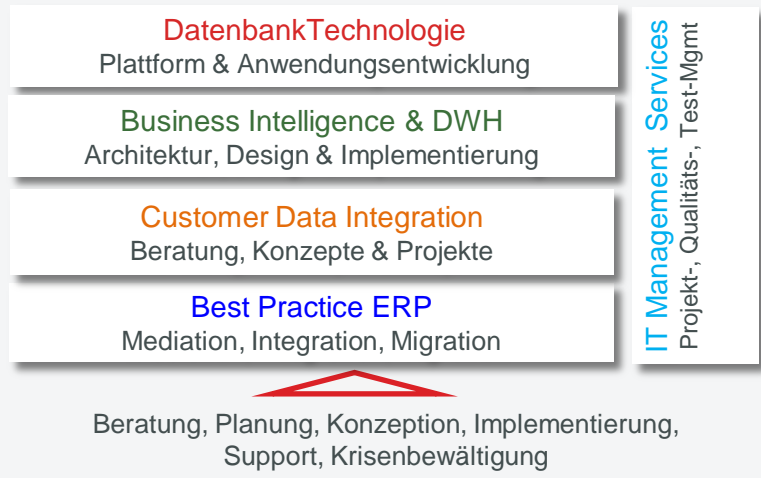 DatenbankTechnologie
Plattform & Anwendungsentwicklung
Business Intelligence & DWH
Architektur, Design & Implementierung
Customer Data Integration
Beratung, Konzepte & Projekte
Best Practice ERP
Mediation, Integration, Migration
Beratung, Planung, Konzeption, Implementierung,
Support, Krisenbewältigung
IT Management Services
Projekt-, Qualitäts-, Test-Mgmt